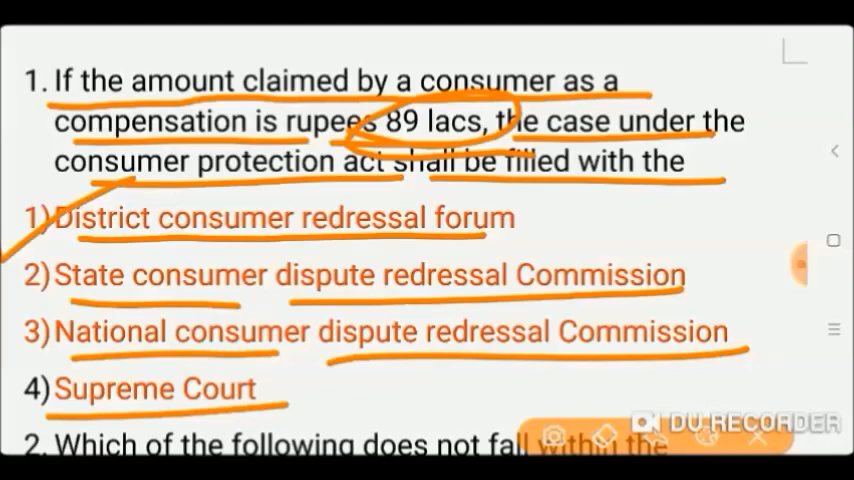 1. If the amount claimed by a consumer as a
compensation is rupees 89 lacs, the case under the
consumer protection act shall be filled with the
1) District consumer redressal forum
2) State consumer dispute redressal Commission
3) National consumer dispute redressal Commission
4) Supreme Court
DU RECORDER
2. Which of the following does not fall within the